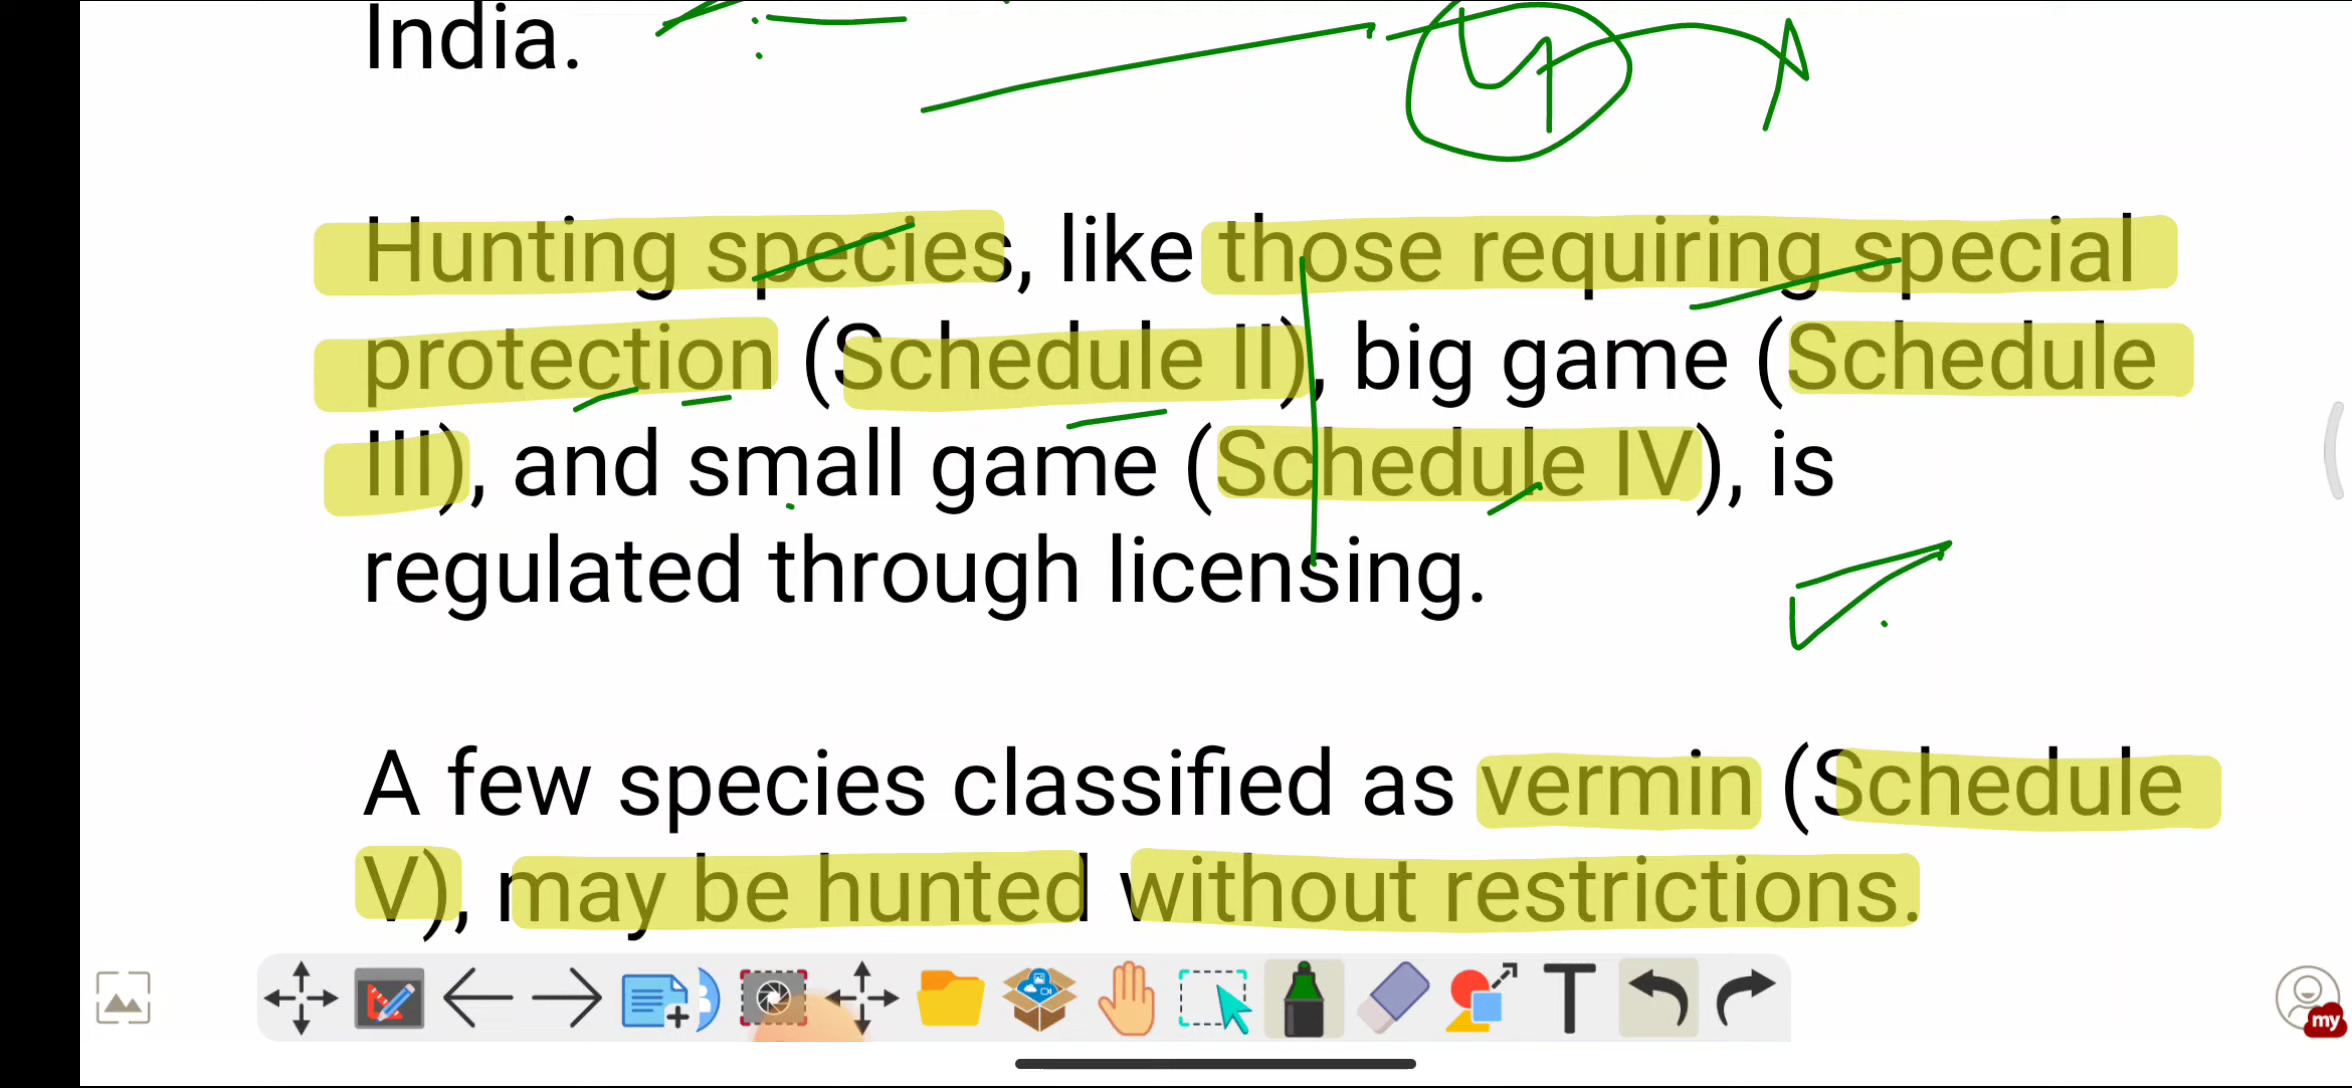 India.
Hunting species, like those requiring special
protection (Schedule II), big game (Schedule
III), and small game (Schedule IV), is
regulated through licensing.
A few species classified as vermin (Schedule
V), may be hunted without restrictions.
T
my